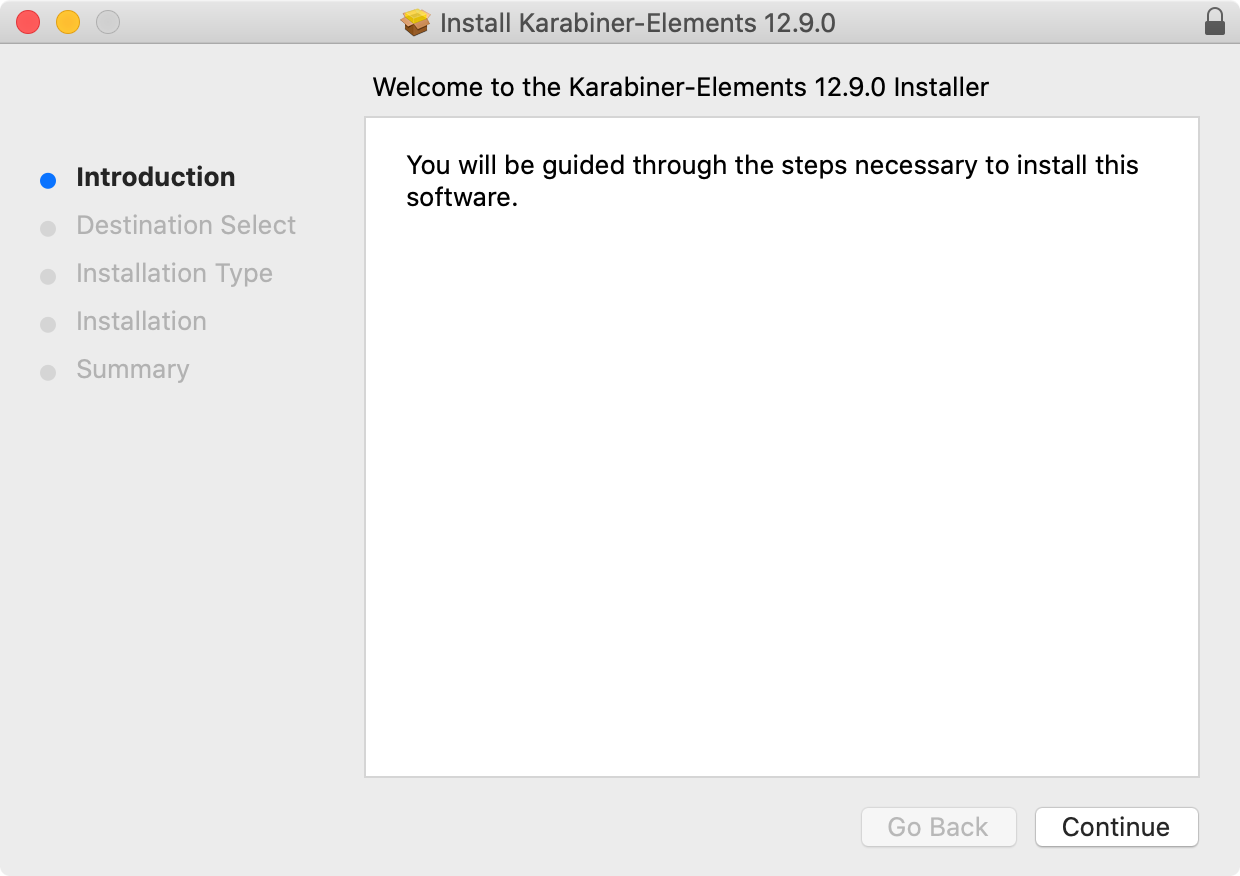 Install Karabiner-Elements 12.9.0
Welcome to the Karabiner-Elements 12.9.0 Installer
Introduction
Destination Select
Installation Type
Installation
Summary
You will be guided through the steps necessary to install this
software.
Go Back
Continue